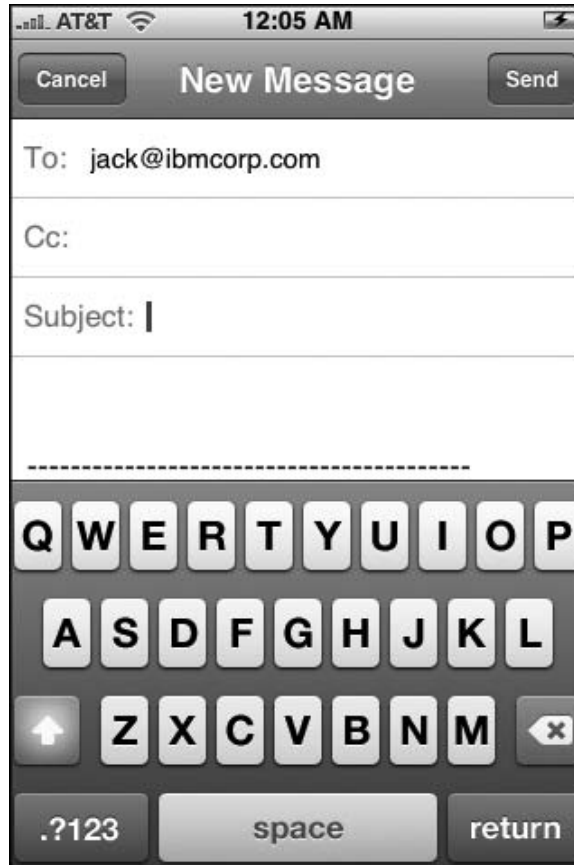 AT&T 12:05 AM
Cancel New Message Send
To: jack@ibmcorp.com
Cc:
Subject:
-----------------------------------------
Q W E R T Y U I O P
A S D F G H J K L
Z X C V B N M
.?123 space return